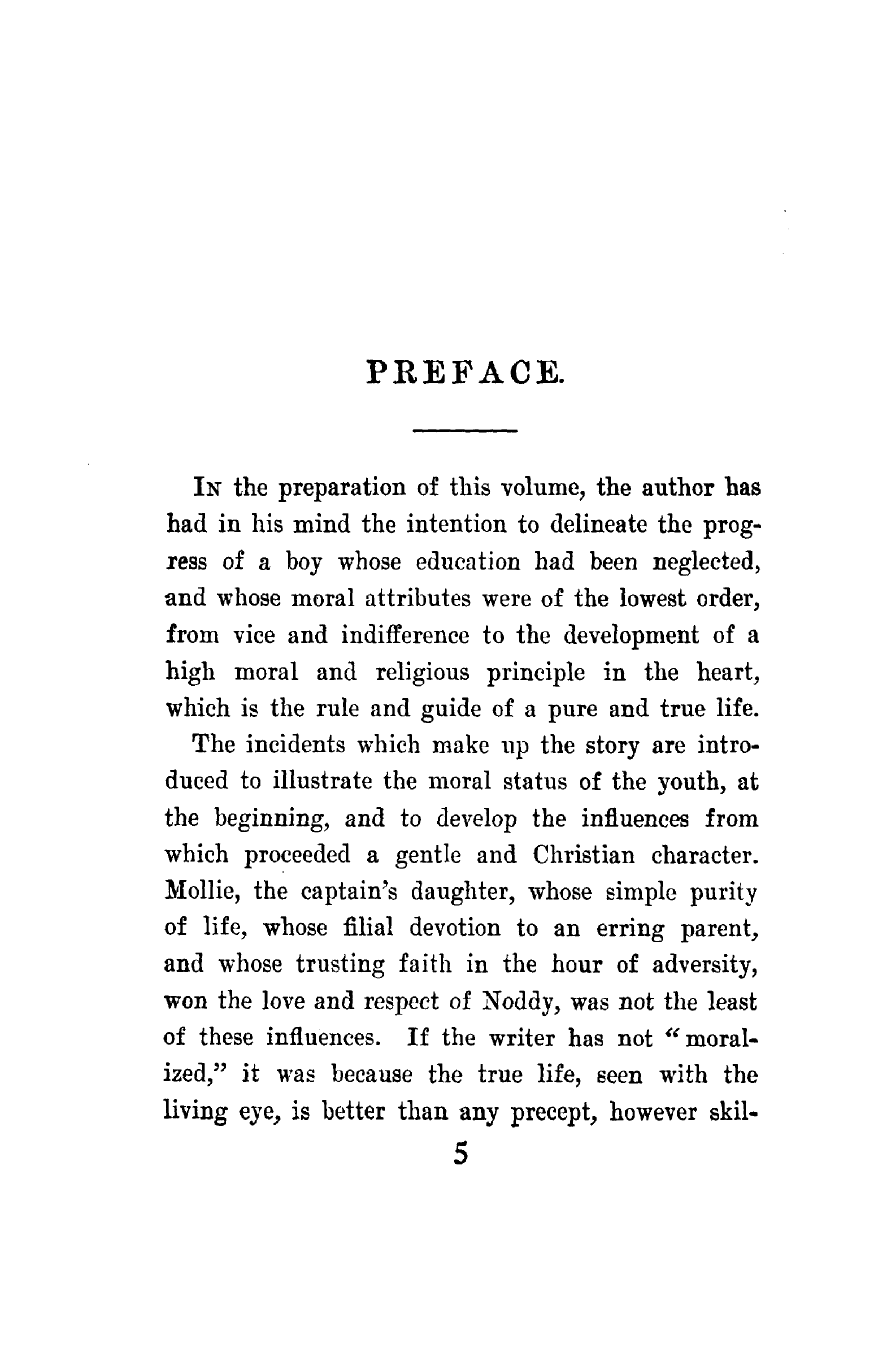 PREFACE.
In the preparation of this volume, the author has
had in his mind the intention to delineate the prog-
ress of a boy whose education had been neglected,
and whose moral attributes were of the lowest order,
from vice and indifference to the development of a
high moral and religious principle in the heart,
which is the rule and guide of a pure and true life.
The incidents which make up the story are intro-
duced to illustrate the moral status of the youth, at
the beginning, and to develop the influences from
which proceeded a gentle and Christian character.
Mollie, the captain's daughter, whose simple purity
of life, whose filial devotion to an erring parent,
and whose trusting faith in the hour of adversity,
won the love and respect of Noddy, was not the least
of these influences. If the writer has not “moral-
ized,” it was because the true life, seen with the
living eye, is better than any precept, however skil-
5